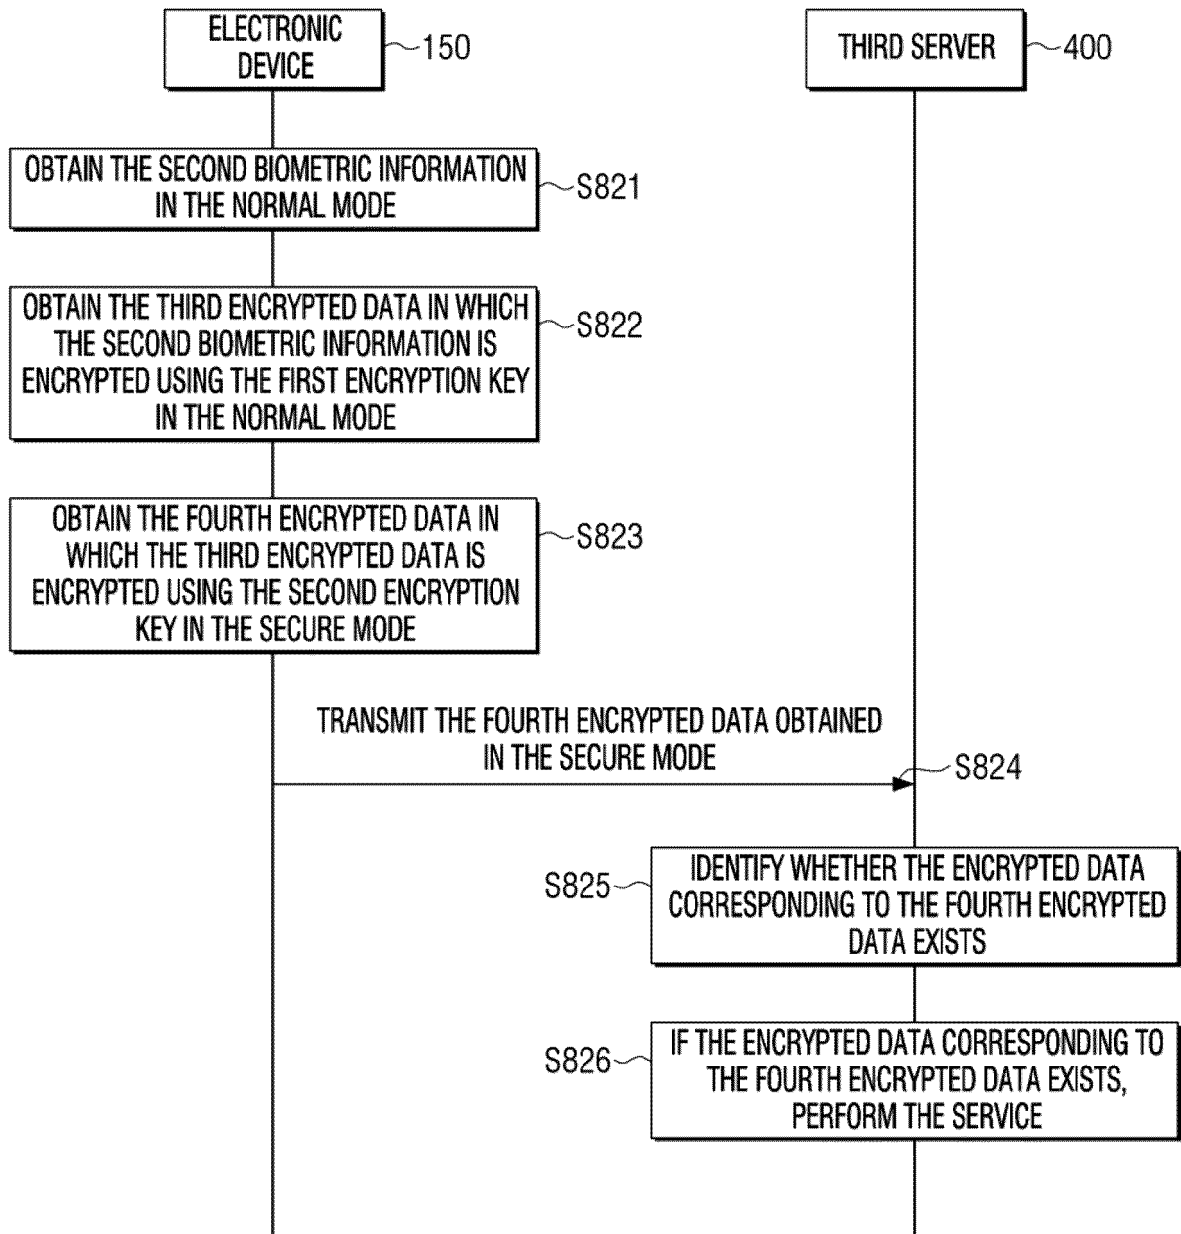 ELECTRONIC
DEVICE
150
THIRD SERVER
400
OBTAIN THE SECOND BIOMETRIC INFORMATION
IN THE NORMAL MODE
S821
OBTAIN THE THIRD ENCRYPTED DATA IN WHICH
THE SECOND BIOMETRIC INFORMATION IS
ENCRYPTED USING THE FIRST ENCRYPTION KEY
IN THE NORMAL MODE
S822
OBTAIN THE FOURTH ENCRYPTED DATA IN
WHICH THE THIRD ENCRYPTED DATA IS
ENCRYPTED USING THE SECOND ENCRYPTION
KEY IN THE SECURE MODE
S823
TRANSMIT THE FOURTH ENCRYPTED DATA OBTAINED
IN THE SECURE MODE
S824
S825
IDENTIFY WHETHER THE ENCRYPTED DATA
CORRESPONDING TO THE FOURTH ENCRYPTED
DATA EXISTS
S826
IF THE ENCRYPTED DATA CORRESPONDING TO
THE FOURTH ENCRYPTED DATA EXISTS,
PERFORM THE SERVICE